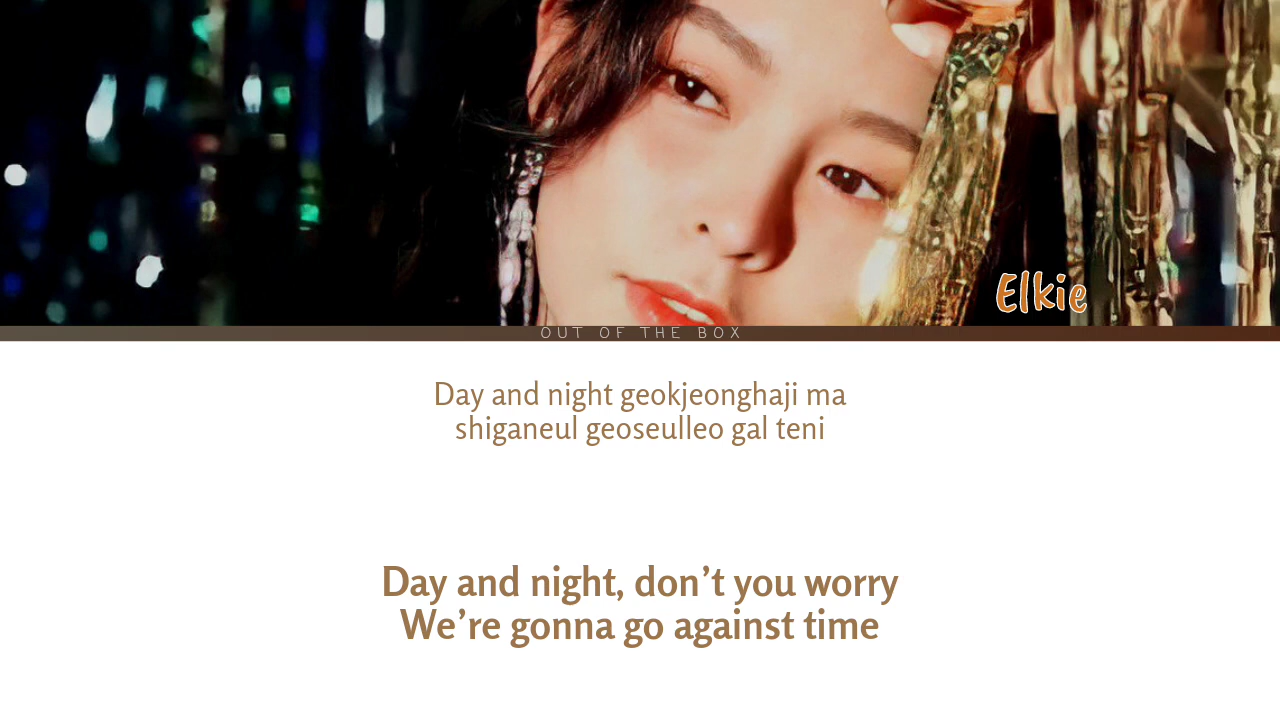 Elkie
OUT OF THE BOX
Day and night geokjeonghaji ma
shiganeul geoseulleo gal teni
Day and night, don’t you worry
We’re gonna go against time